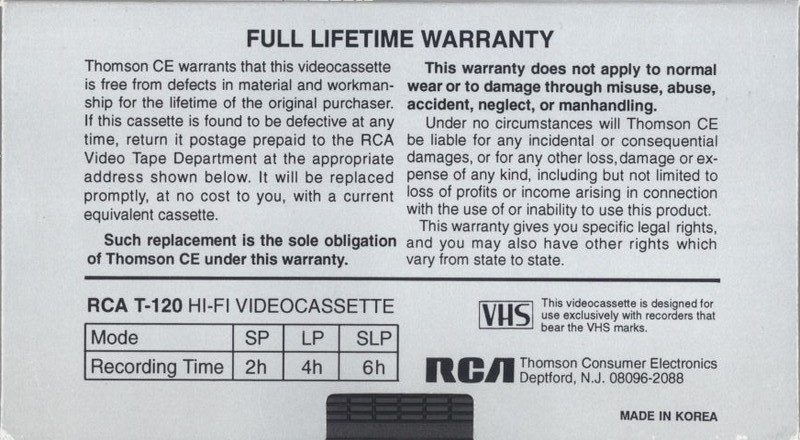 FULL LIFETIME WARRANTY
Thomson CE warrants that this videocassette
is free from defects in material and workman-
ship for the lifetime of the original purchaser.
If this cassette is found to be defective at any
time, return it postage prepaid to the RCA
Video Tape Department at the appropriate
address shown below. It will be replaced
promptly, at no cost to you, with a current
equivalent cassette.
Such replacement is the sole obligation
of Thomson CE under this warranty.
This warranty does not apply to normal
wear or to damage through misuse, abuse,
accident, neglect, or manhandling.
Under no circumstances will Thomson CE
be liable for any incidental or consequential
damages, or for any other loss, damage or ex-
pense of any kind, including but not limited to
loss of profits or income arising in connection
with the use of or inability to use this product.
This warranty gives you specific legal rights,
and you may also have other rights which
vary from state to state.
RCA T-120 HI-FI VIDEOCASSETTE
Mode SP LP SLP
Recording Time 2h 4h 6h
VHS
This videocassette is designed for
use exclusively with recorders that
bear the VHS marks.
RCA
Thomson Consumer Electronics
Deptford, N.J. 08096-2088
MADE IN KOREA